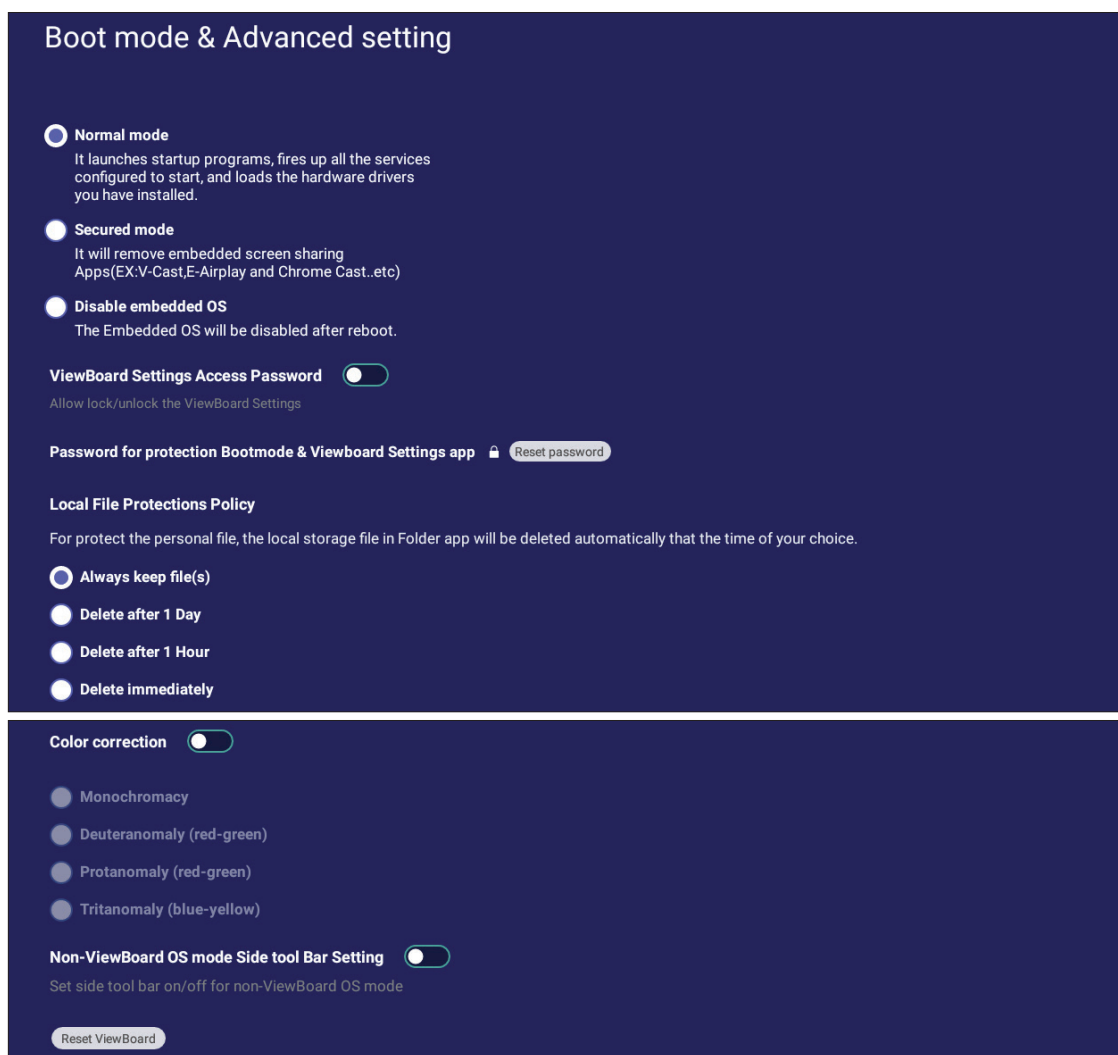 Boot mode & Advanced setting
Normal mode
It launches startup programs, fires up all the services
configured to start, and loads the hardware drivers
you have installed.
Secured mode
It will remove embedded screen sharing
Apps(EX:V-Cast,E-Airplay and Chrome Cast..etc)
Disable embedded OS
The Embedded OS will be disabled after reboot.
ViewBoard Settings Access Password
Allow lock/unlock the ViewBoard Settings
Password for protection Bootmode & Viewboard Settings app Reset password
Local File Protections Policy
For protect the personal file, the local storage file in Folder app will be deleted automatically that the time of your choice.
Always keep file(s)
Delete after 1 Day
Delete after 1 Hour
Delete immediately
Color correction
Monochromacy
Deuteranomaly (red-green)
Protanomaly (red-green)
Tritanomaly (blue-yellow)
Non-ViewBoard OS mode Side tool Bar Setting
Set side tool bar on/off for non-ViewBoard OS mode
Reset ViewBoard